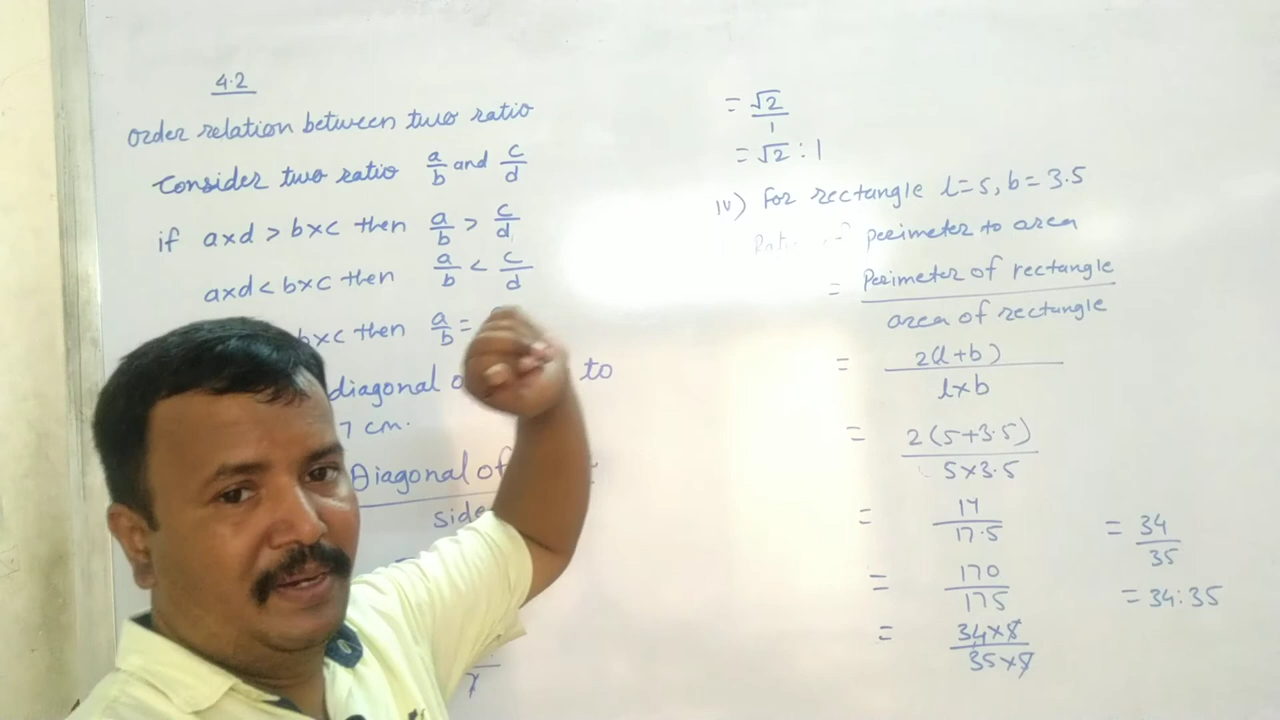 4.2
order relation between two ratio
Consider two ratio a/b and c/d
if a×d > b×c then a/b > c/d
a×d < b×c then a/b < c/d
b×c then a/b =
diagonal to
7 cm.
Diagonal of
side
= √2/1
= √2 : 1
iv) For rectangle l=5, b=3.5
perimeter to area
= Perimeter of rectangle / area of rectangle
= 2(l+b) / l×b
= 2(5+3.5) / 5×3.5
= 17 / 17.5
= 170 / 175
= 34×5 / 35×5
= 34 / 35
= 34:35